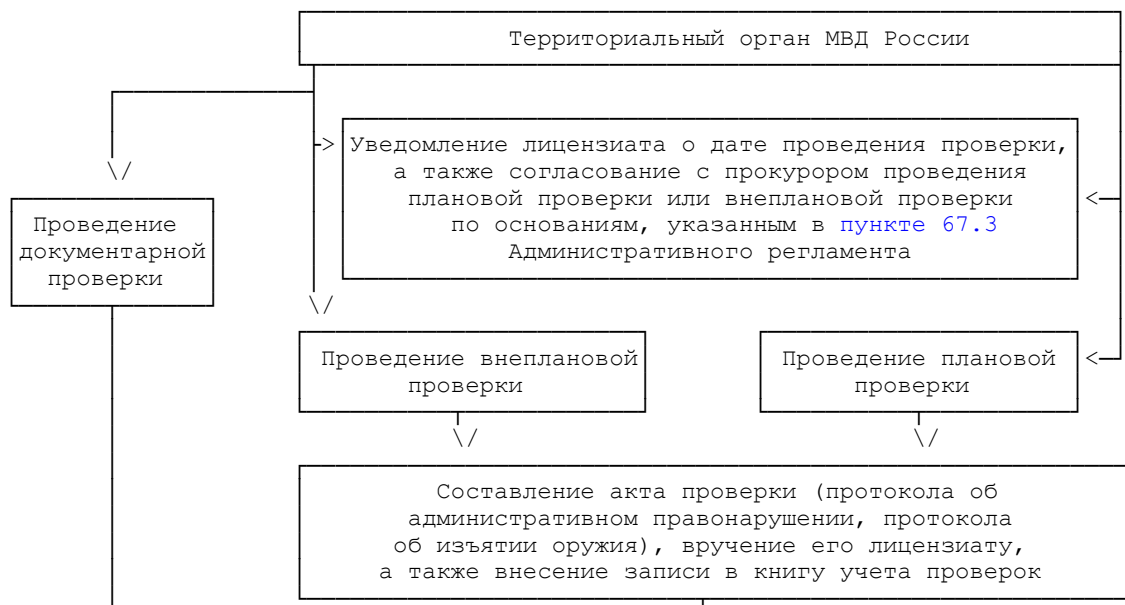 Территориальный орган МВД России
Уведомление лицензиата о дате проведения проверки,
а также согласование с прокурором проведения
плановой проверки или внеплановой проверки
по основаниям, указанным в пункте 67.3
Административного регламента
Проведение
документарной
проверки
Проведение внеплановой
проверки
Проведение плановой
проверки
Составление акта проверки (протокола об
административном правонарушении, протокола
об изъятии оружия), вручение его лицензиату,
а также внесение записи в книгу учета проверок